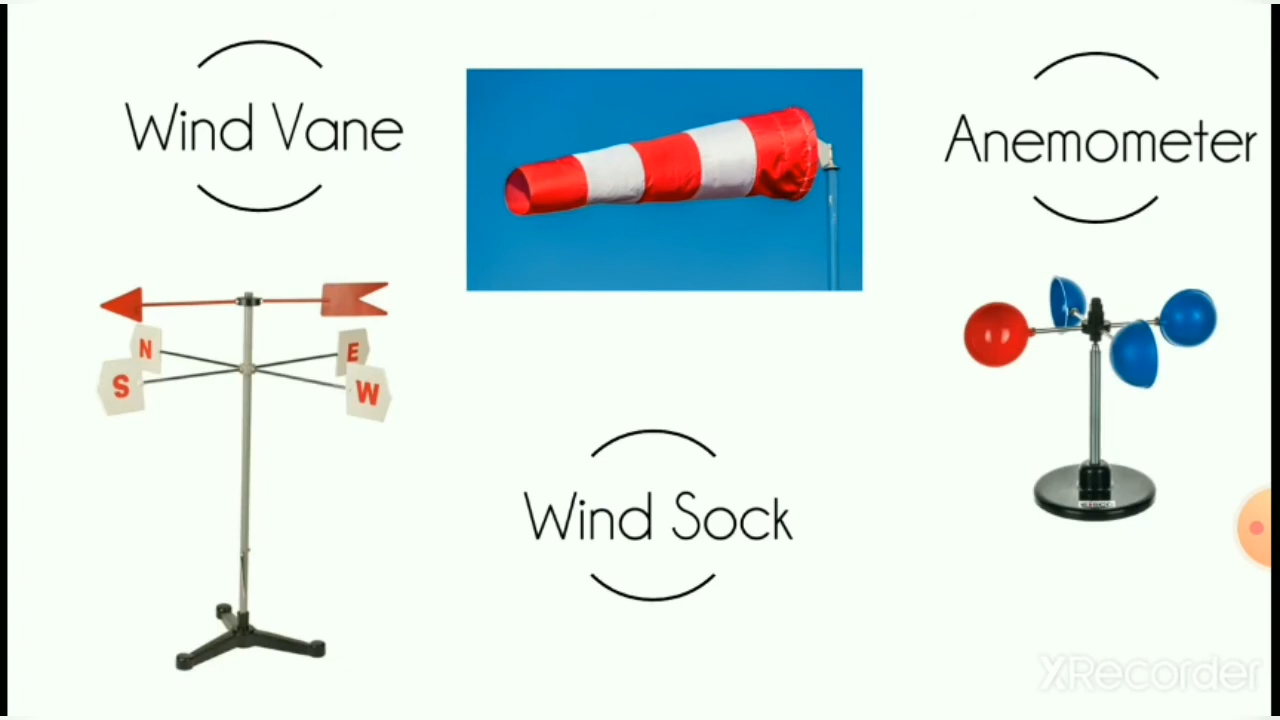 Wind Vane
Anemometer
N
E
S
W
Wind Sock
XRecorder